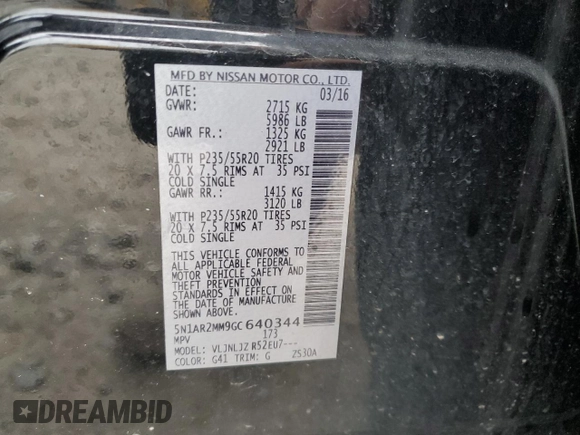 MFD BY NISSAN MOTOR CO., LTD.
DATE: 03/16
GVWR: 2715 KG
5986 LB
GAWR FR.: 1325 KG
2921 LB
WITH P235/55R20 TIRES
20 X 7.5 RIMS AT 35 PSI
COLD SINGLE
GAWR RR.: 1415 KG
3120 LB
WITH P235/55R20 TIRES
20 X 7.5 RIMS AT 35 PSI
COLD SINGLE
THIS VEHICLE CONFORMS TO
ALL APPLICABLE FEDERAL
MOTOR VEHICLE SAFETY AND
THEFT PREVENTION
STANDARDS IN EFFECT ON
THE DATE OF MANUFACTURE
SHOWN ABOVE.
5N1AR2MM9GC640344
MPV 173
MODEL: VLJNLJZ R52EU7---
COLOR: G41 TRIM: G 2S30A
DREAMBID